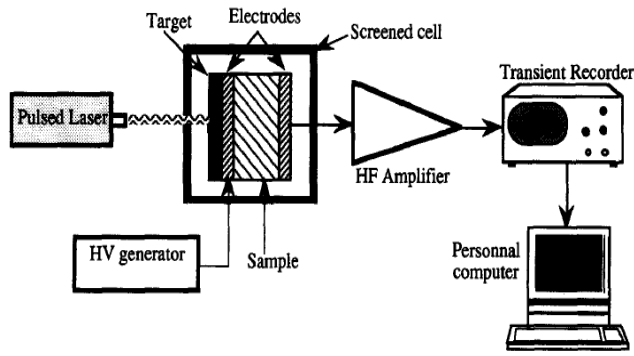 Target
Electrodes
Screened cell
Transient Recorder
Pulsed Laser
HF Amplifier
HV generator
Sample
Personnal
computer